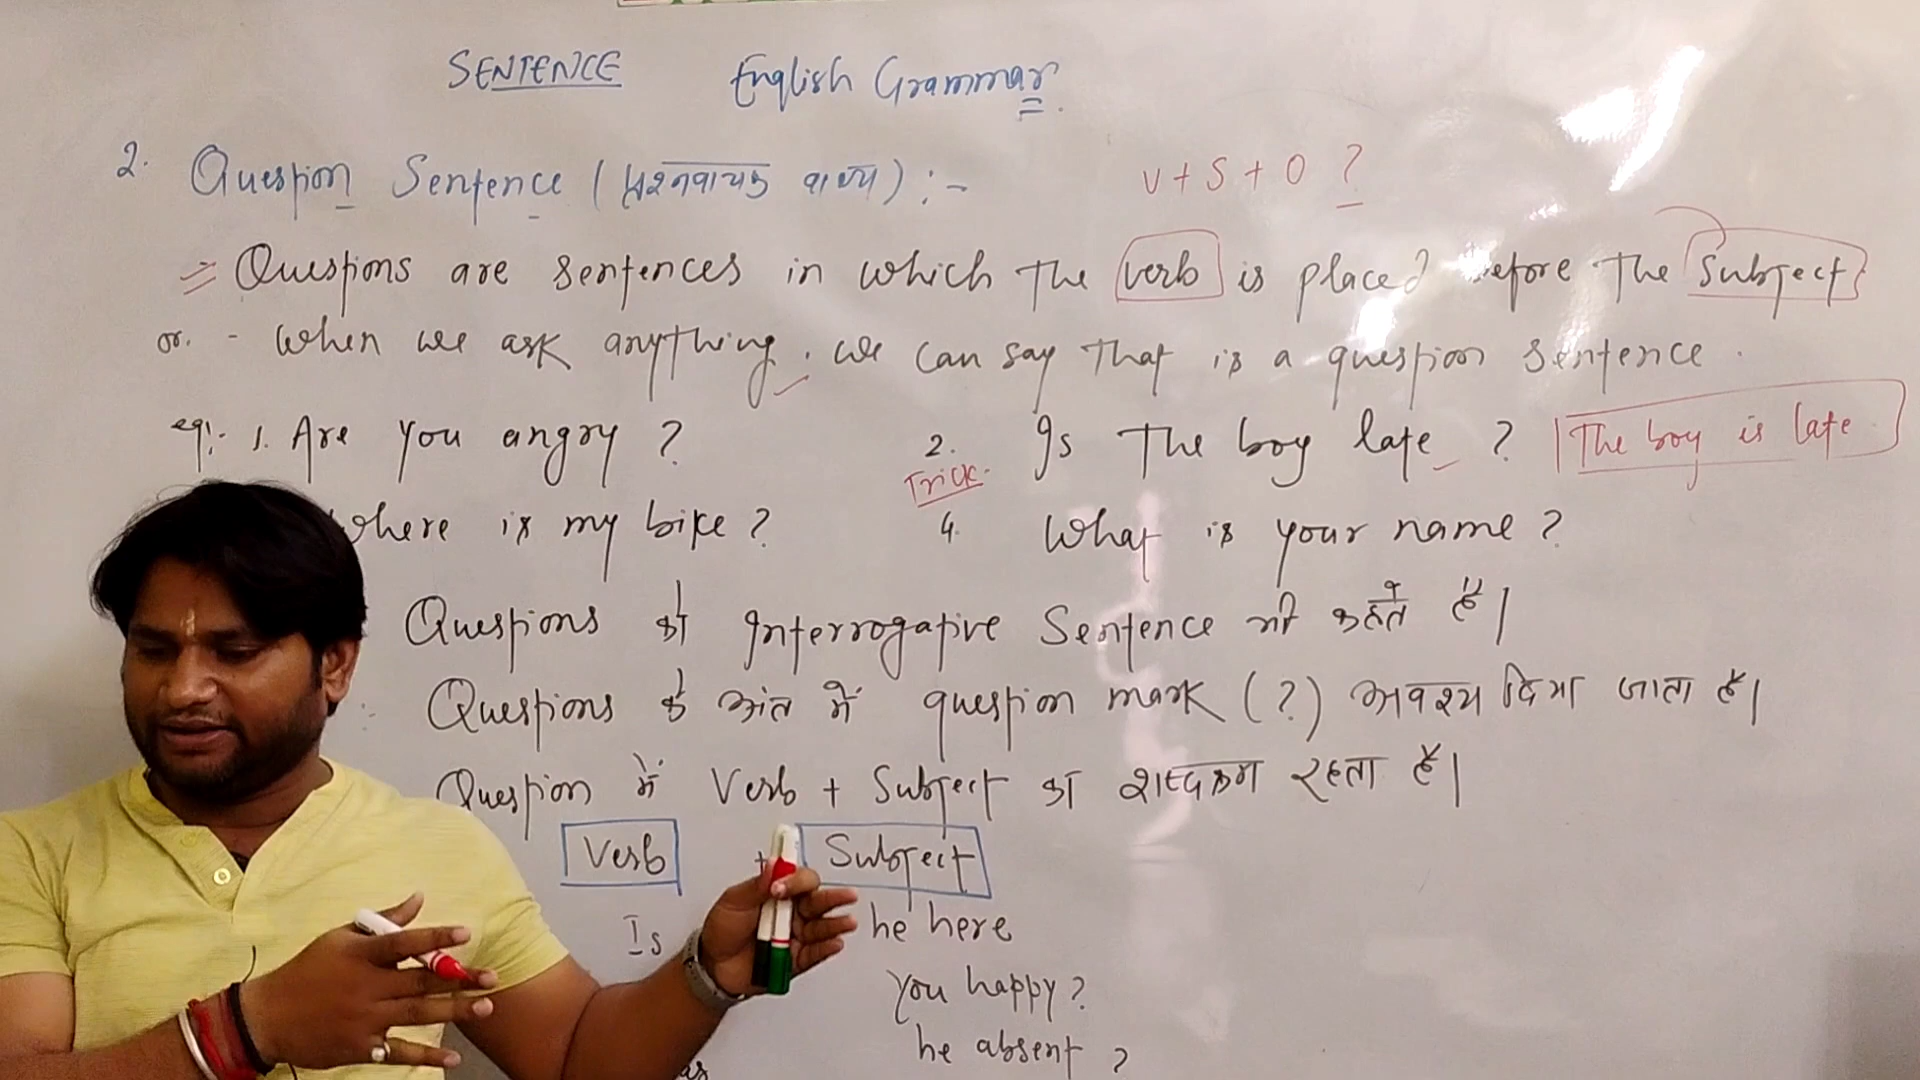 SENTENCE English Grammar
2. Question Sentence (प्रश्नवाचक वाक्य) :- V + S + O ?
⇒ Questions are sentences in which the verb is placed before the Subject
or. - When we ask anything, we can say that is a question sentence.
eg:- 1. Are you angry ? 2. Is the boy late ? The boy is late
Trick.
where is my bike ? 4. What is your name ?
Questions को Interrogative Sentence भी कहते हैं।
Questions के अंत में question mark (?) अवश्य दिया जाता है।
Question में Verb + Subject का शब्दक्रम रहता है।
Verb + Subject
Is he here
You happy ?
he absent ?